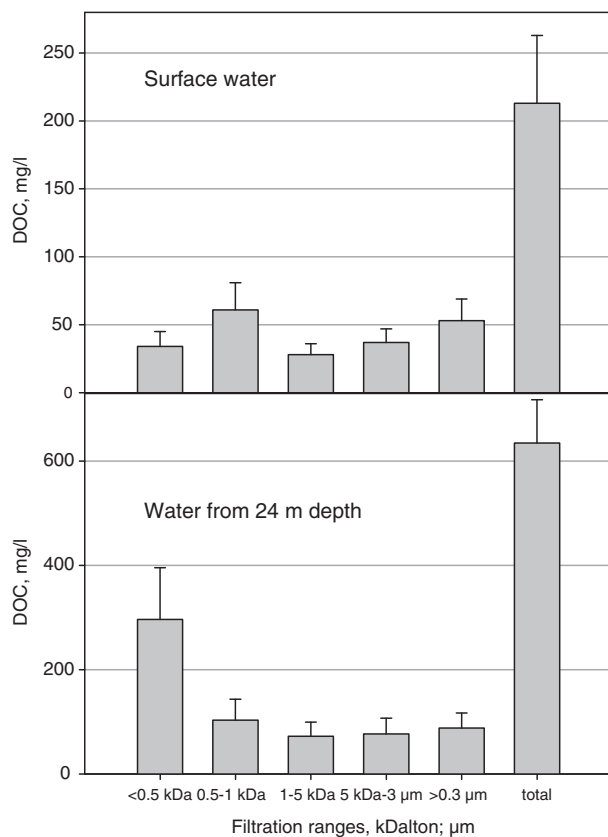 250
Surface water
200
150
DOC, mg/l
100
50
0
600
Water from 24 m depth
DOC, mg/l
400
200
0
<0.5 kDa 0.5-1 kDa 1-5 kDa 5 kDa-3 µm >0.3 µm total
Filtration ranges, kDalton; µm